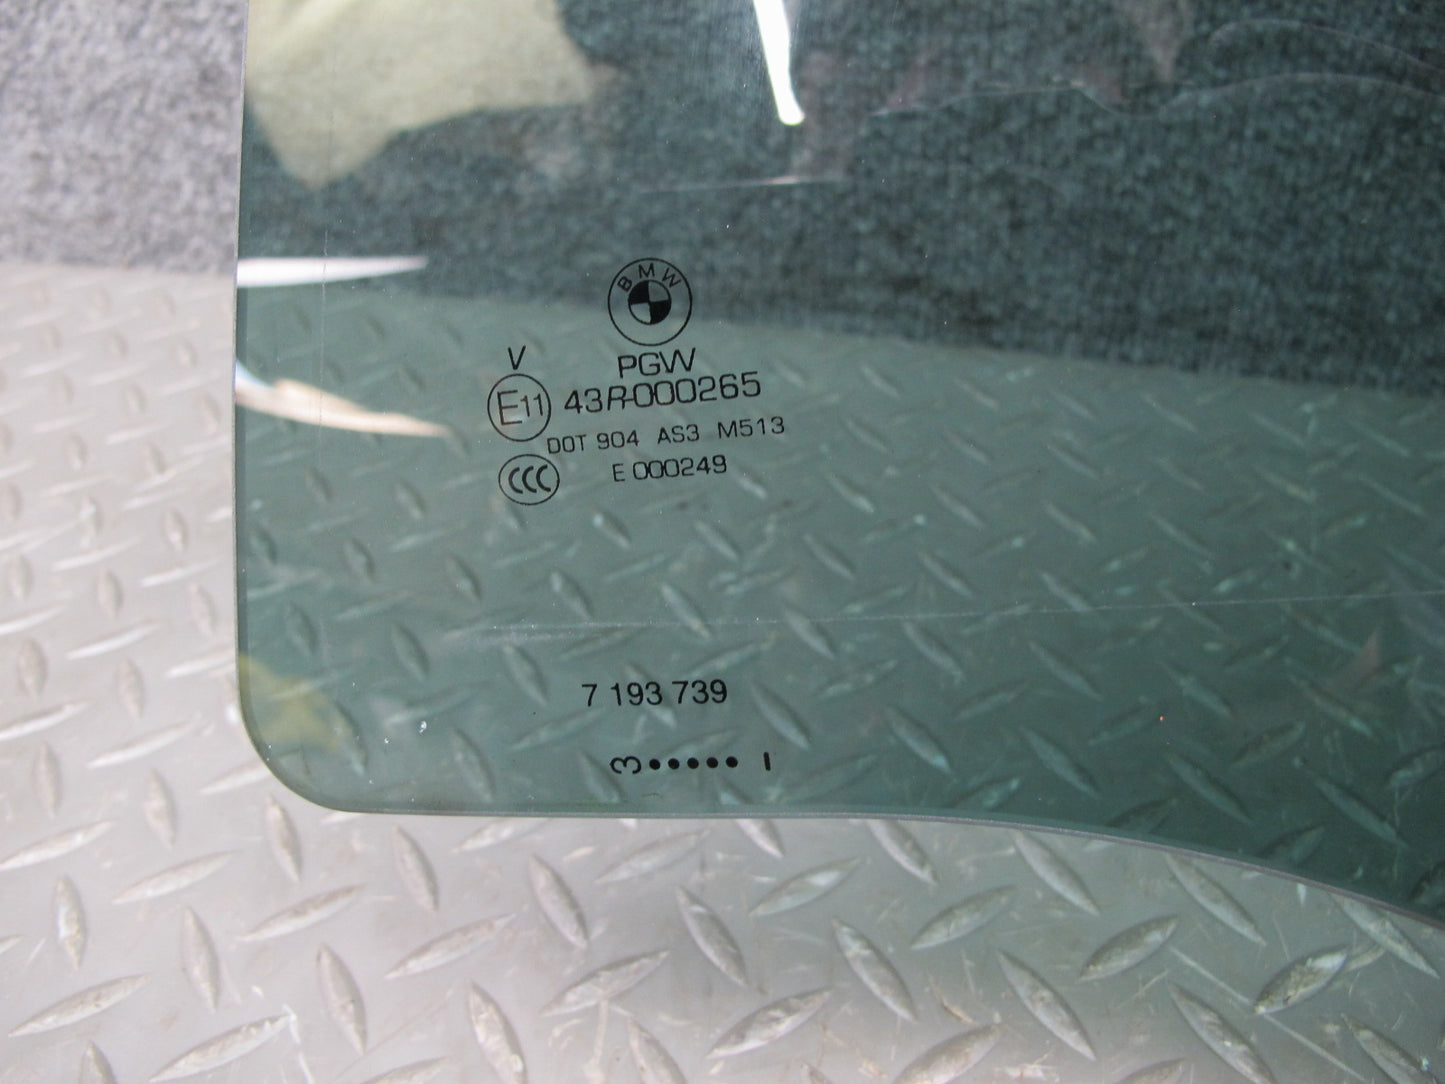 BMW
PGW
V
E11 43R-000265
DOT 904 AS3 M513
CCC E 000249
7 193 739
3 ••••• I